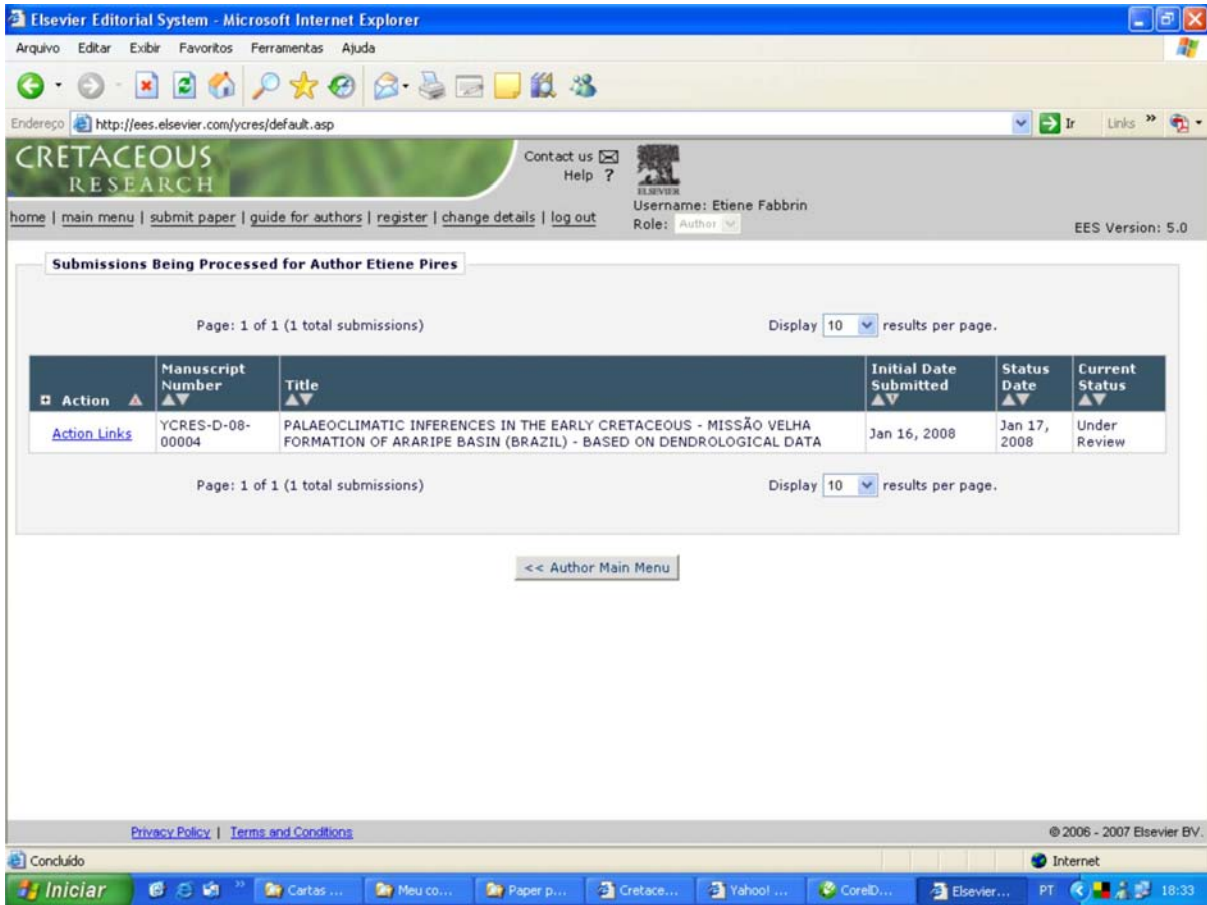 Elsevier Editorial System - Microsoft Internet Explorer
Arquivo Editar Exibir Favoritos Ferramentas Ajuda
Endereço http://ees.elsevier.com/ycres/default.asp Ir Links »
CRETACEOUS
RESEARCH
Contact us
Help ?
ELSEVIER
home | main menu | submit paper | guide for authors | register | change details | log out
Username: Etiene Fabbrin
Role: Author
EES Version: 5.0
Submissions Being Processed for Author Etiene Pires
Page: 1 of 1 (1 total submissions) Display 10 results per page.
Action
Manuscript
Number
Title
Initial Date
Submitted
Status
Date
Current
Status
Action Links
YCRES-D-08-
00004
PALAEOCLIMATIC INFERENCES IN THE EARLY CRETACEOUS - MISSÃO VELHA
FORMATION OF ARARIPE BASIN (BRAZIL) - BASED ON DENDROLOGICAL DATA
Jan 16, 2008
Jan 17,
2008
Under
Review
Page: 1 of 1 (1 total submissions) Display 10 results per page.
<< Author Main Menu
Privacy Policy | Terms and Conditions © 2006 - 2007 Elsevier BV.
Concluído Internet
Iniciar » Cartas ... Meu co... Paper p... Cretace... Yahoo! ... CorelD... Elsevier... PT 18:33